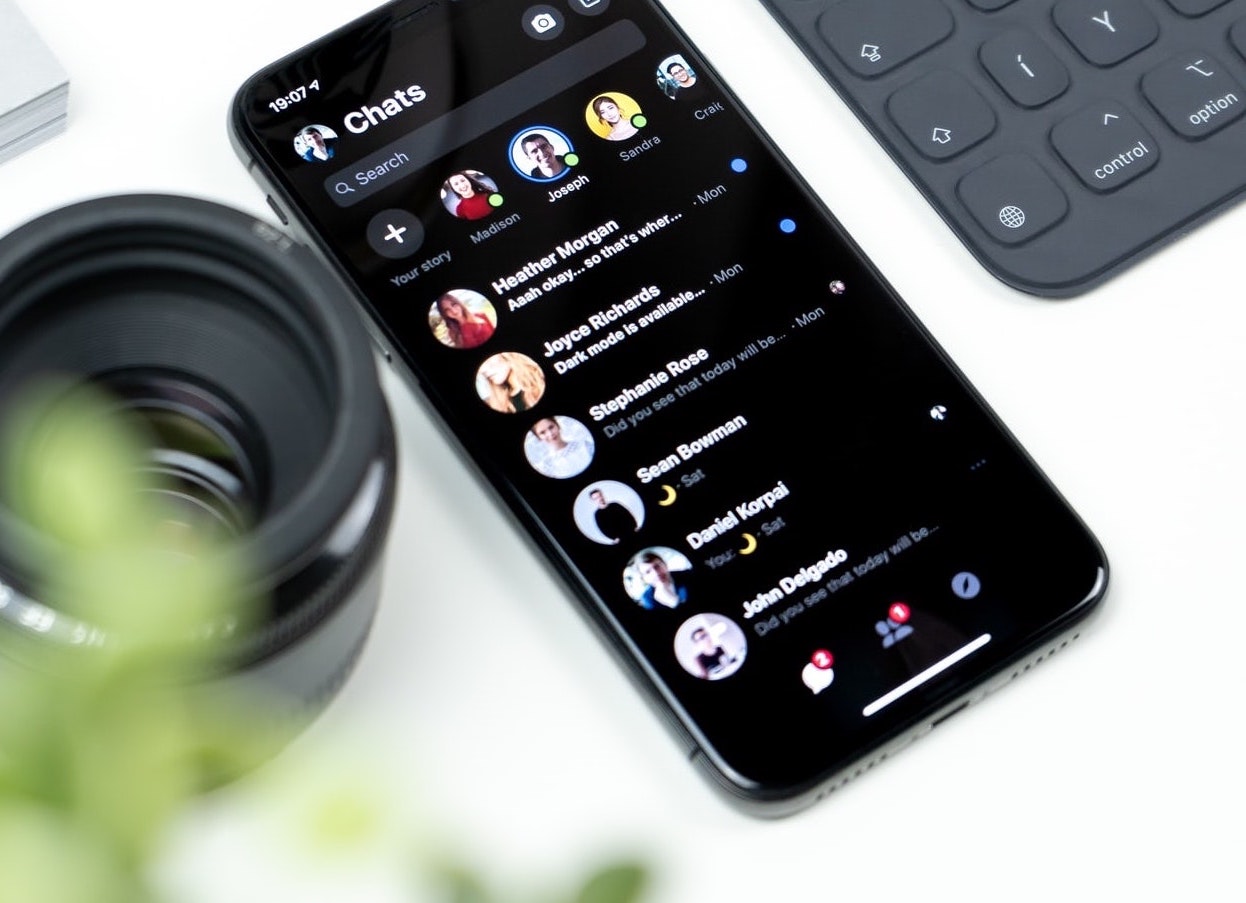 19:07
Chats
Search
Your story
Madison
Joseph
Sandra
Craig
Heather Morgan
Aaah okay... so that's wher... · Mon
Joyce Richards
Dark mode is available... · Mon
Stephanie Rose
Did you see that today will be... · Mon
Sean Bowman
🌙 · Sat
Daniel Korpai
You: 🌙 · Sat
John Delgado
Did you see that today will be...
2
1
Y
Í
option
control